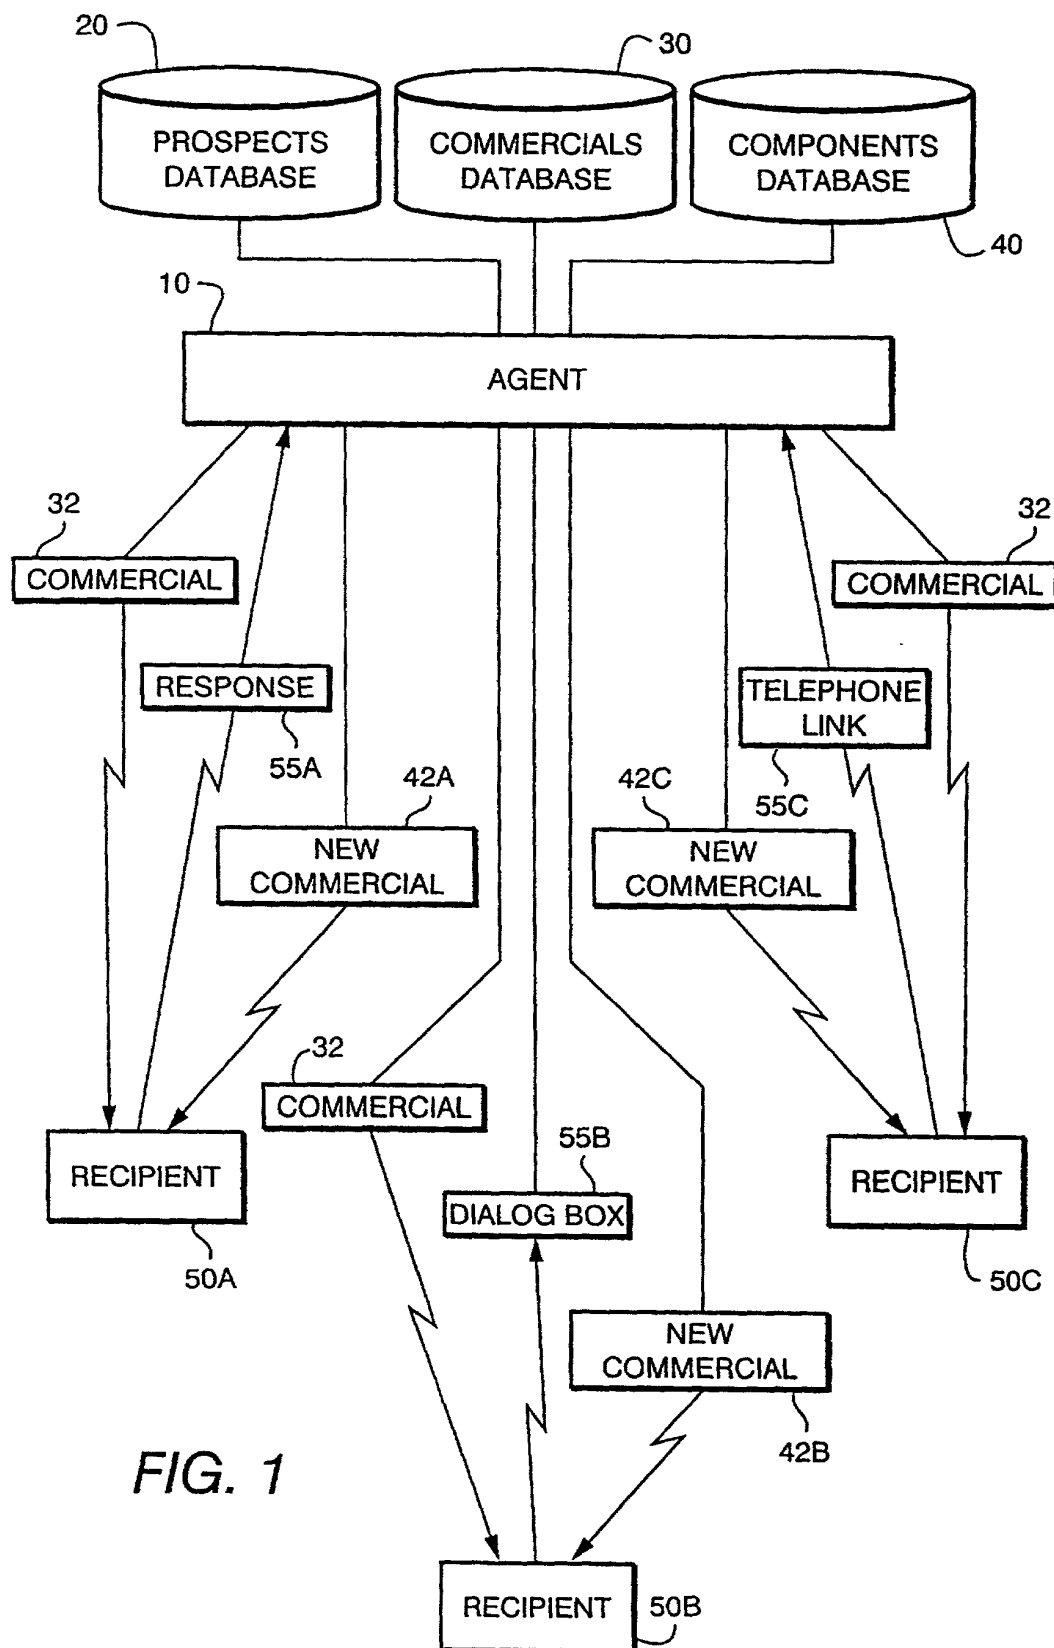 20
30
PROSPECTS
DATABASE
COMMERCIALS
DATABASE
COMPONENTS
DATABASE
40
10
AGENT
32
COMMERCIAL
32
COMMERCIAL
RESPONSE
55A
TELEPHONE
LINK
55C
42A
NEW
COMMERCIAL
42C
NEW
COMMERCIAL
32
COMMERCIAL
RECIPIENT
50A
55B
DIALOG BOX
RECIPIENT
50C
NEW
COMMERCIAL
42B
FIG. 1
RECIPIENT
50B